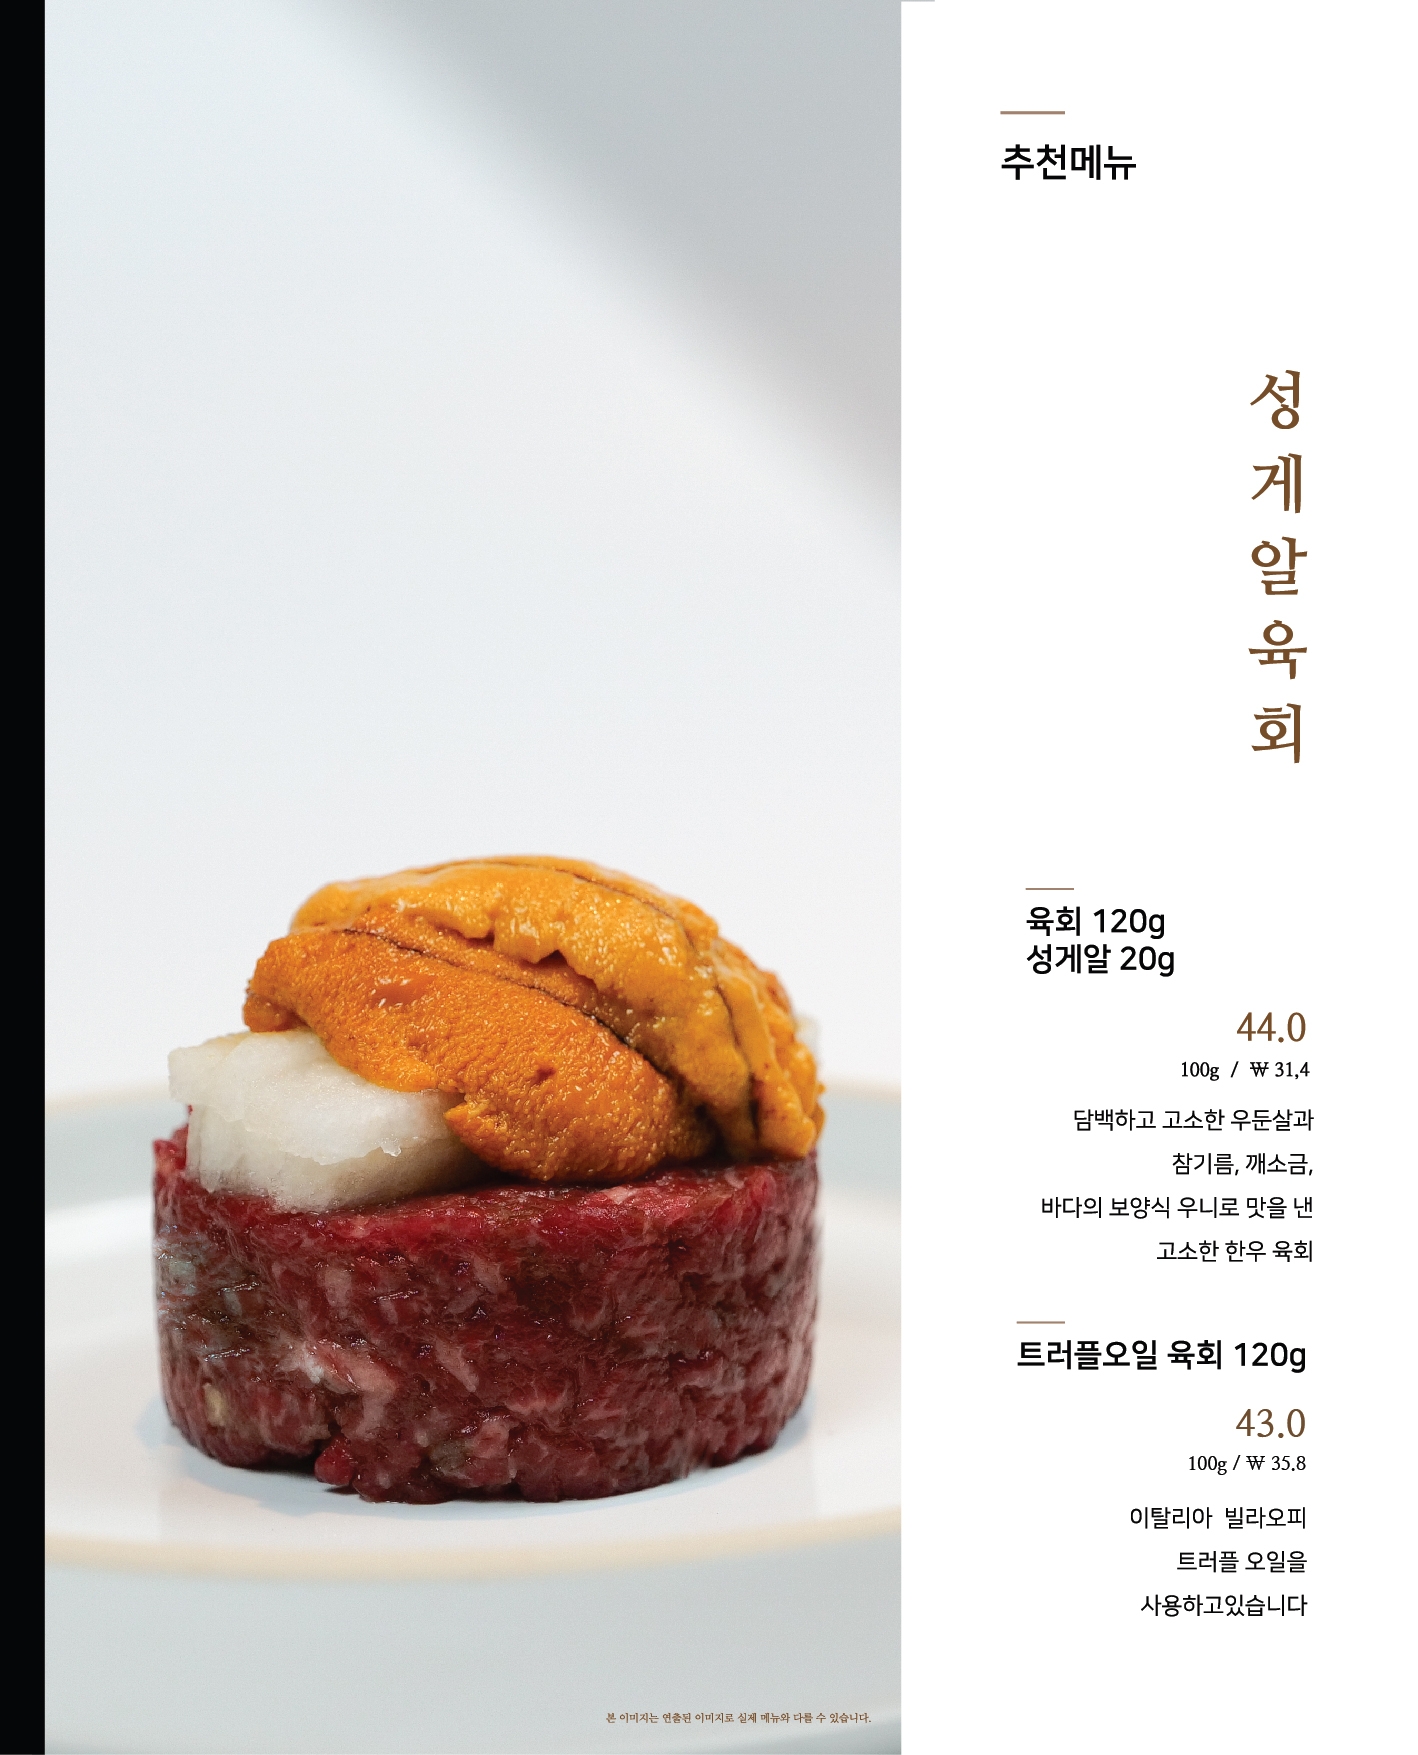 추천메뉴
성게알육회
육회 120g
성게알 20g
44.0
100g / ₩ 31,4
담백하고 고소한 우둔살과
참기름, 깨소금,
바다의 보양식 우니로 맛을 낸
고소한 한우 육회
트러플오일 육회 120g
43.0
100g / ₩ 35.8
이탈리아 빌라오피
트러플 오일을
사용하고있습니다
본 이미지는 연출된 이미지로 실제 메뉴와 다를 수 있습니다.